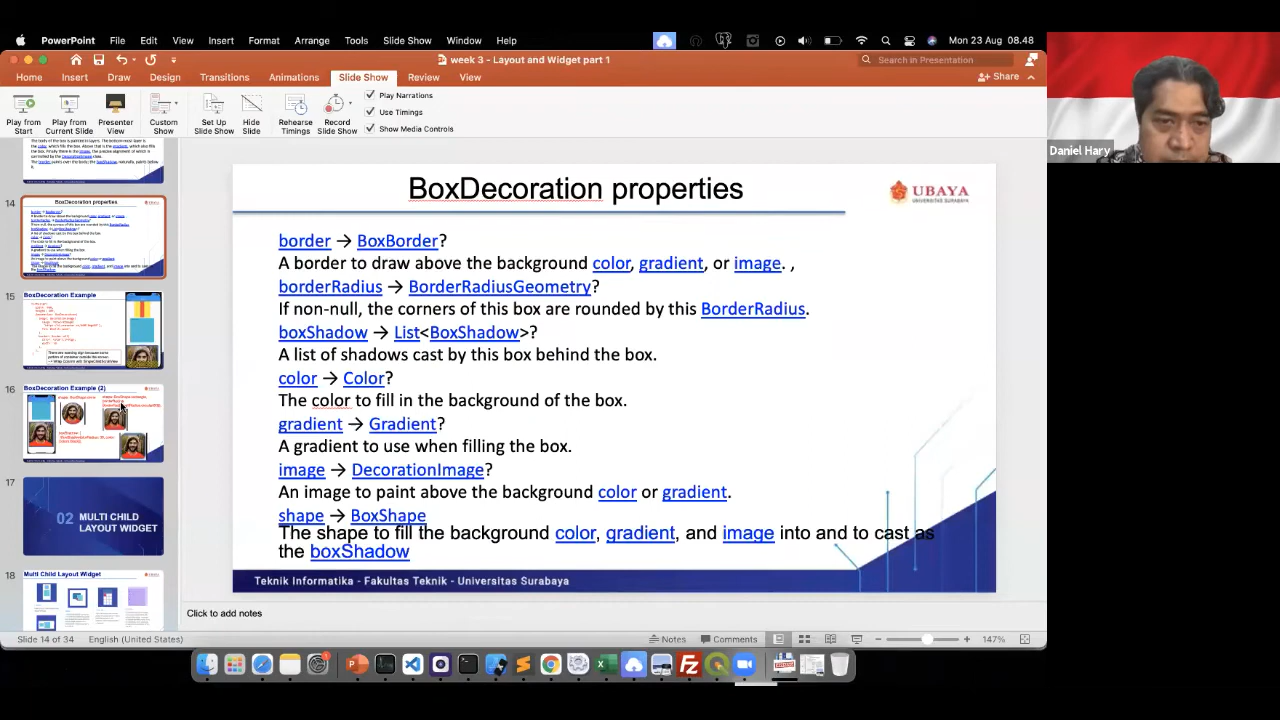 PowerPoint File Edit View Insert Format Arrange Tools Slide Show Window Help Mon 23 Aug 08.48
week 3 - Layout and Widget part 1
Search in Presentation
Home Insert Draw Design Transitions Animations Slide Show Review View
Share
Play from Start
Play from Current Slide
Presenter View
Custom Show
Set Up Slide Show
Hide Slide
Rehearse Timings
Record Slide Show
Play Narrations
Use Timings
Show Media Controls
Daniel Hary
14
BoxDecoration properties
15
BoxDecoration Example
16
BoxDecoration Example (2)
17
02 MULTI CHILD
LAYOUT WIDGET
18
Multi Child Layout Widget
BoxDecoration properties
UBAYA
UNIVERSITAS SURABAYA
border → BoxBorder?
A border to draw above the background color, gradient, or image. ,
borderRadius → BorderRadiusGeometry?
If non-null, the corners of this box are rounded by this BorderRadius.
boxShadow → List<BoxShadow>?
A list of shadows cast by this box behind the box.
color → Color?
The color to fill in the background of the box.
gradient → Gradient?
A gradient to use when filling the box.
image → DecorationImage?
An image to paint above the background color or gradient.
shape → BoxShape
The shape to fill the background color, gradient, and image into and to cast as
the boxShadow
Teknik Informatika - Fakultas Teknik - Universitas Surabaya
Click to add notes
Slide 14 of 34 English (United States) Notes Comments 147%